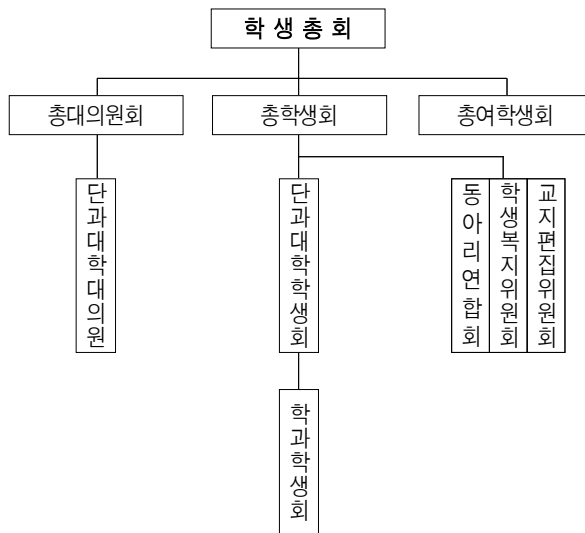 학생총회
총대의원회
총학생회
총여학생회
단과대학대의원
단과대학학생회
동아리연합회
학생복지위원회
교지편집위원회
학과학생회